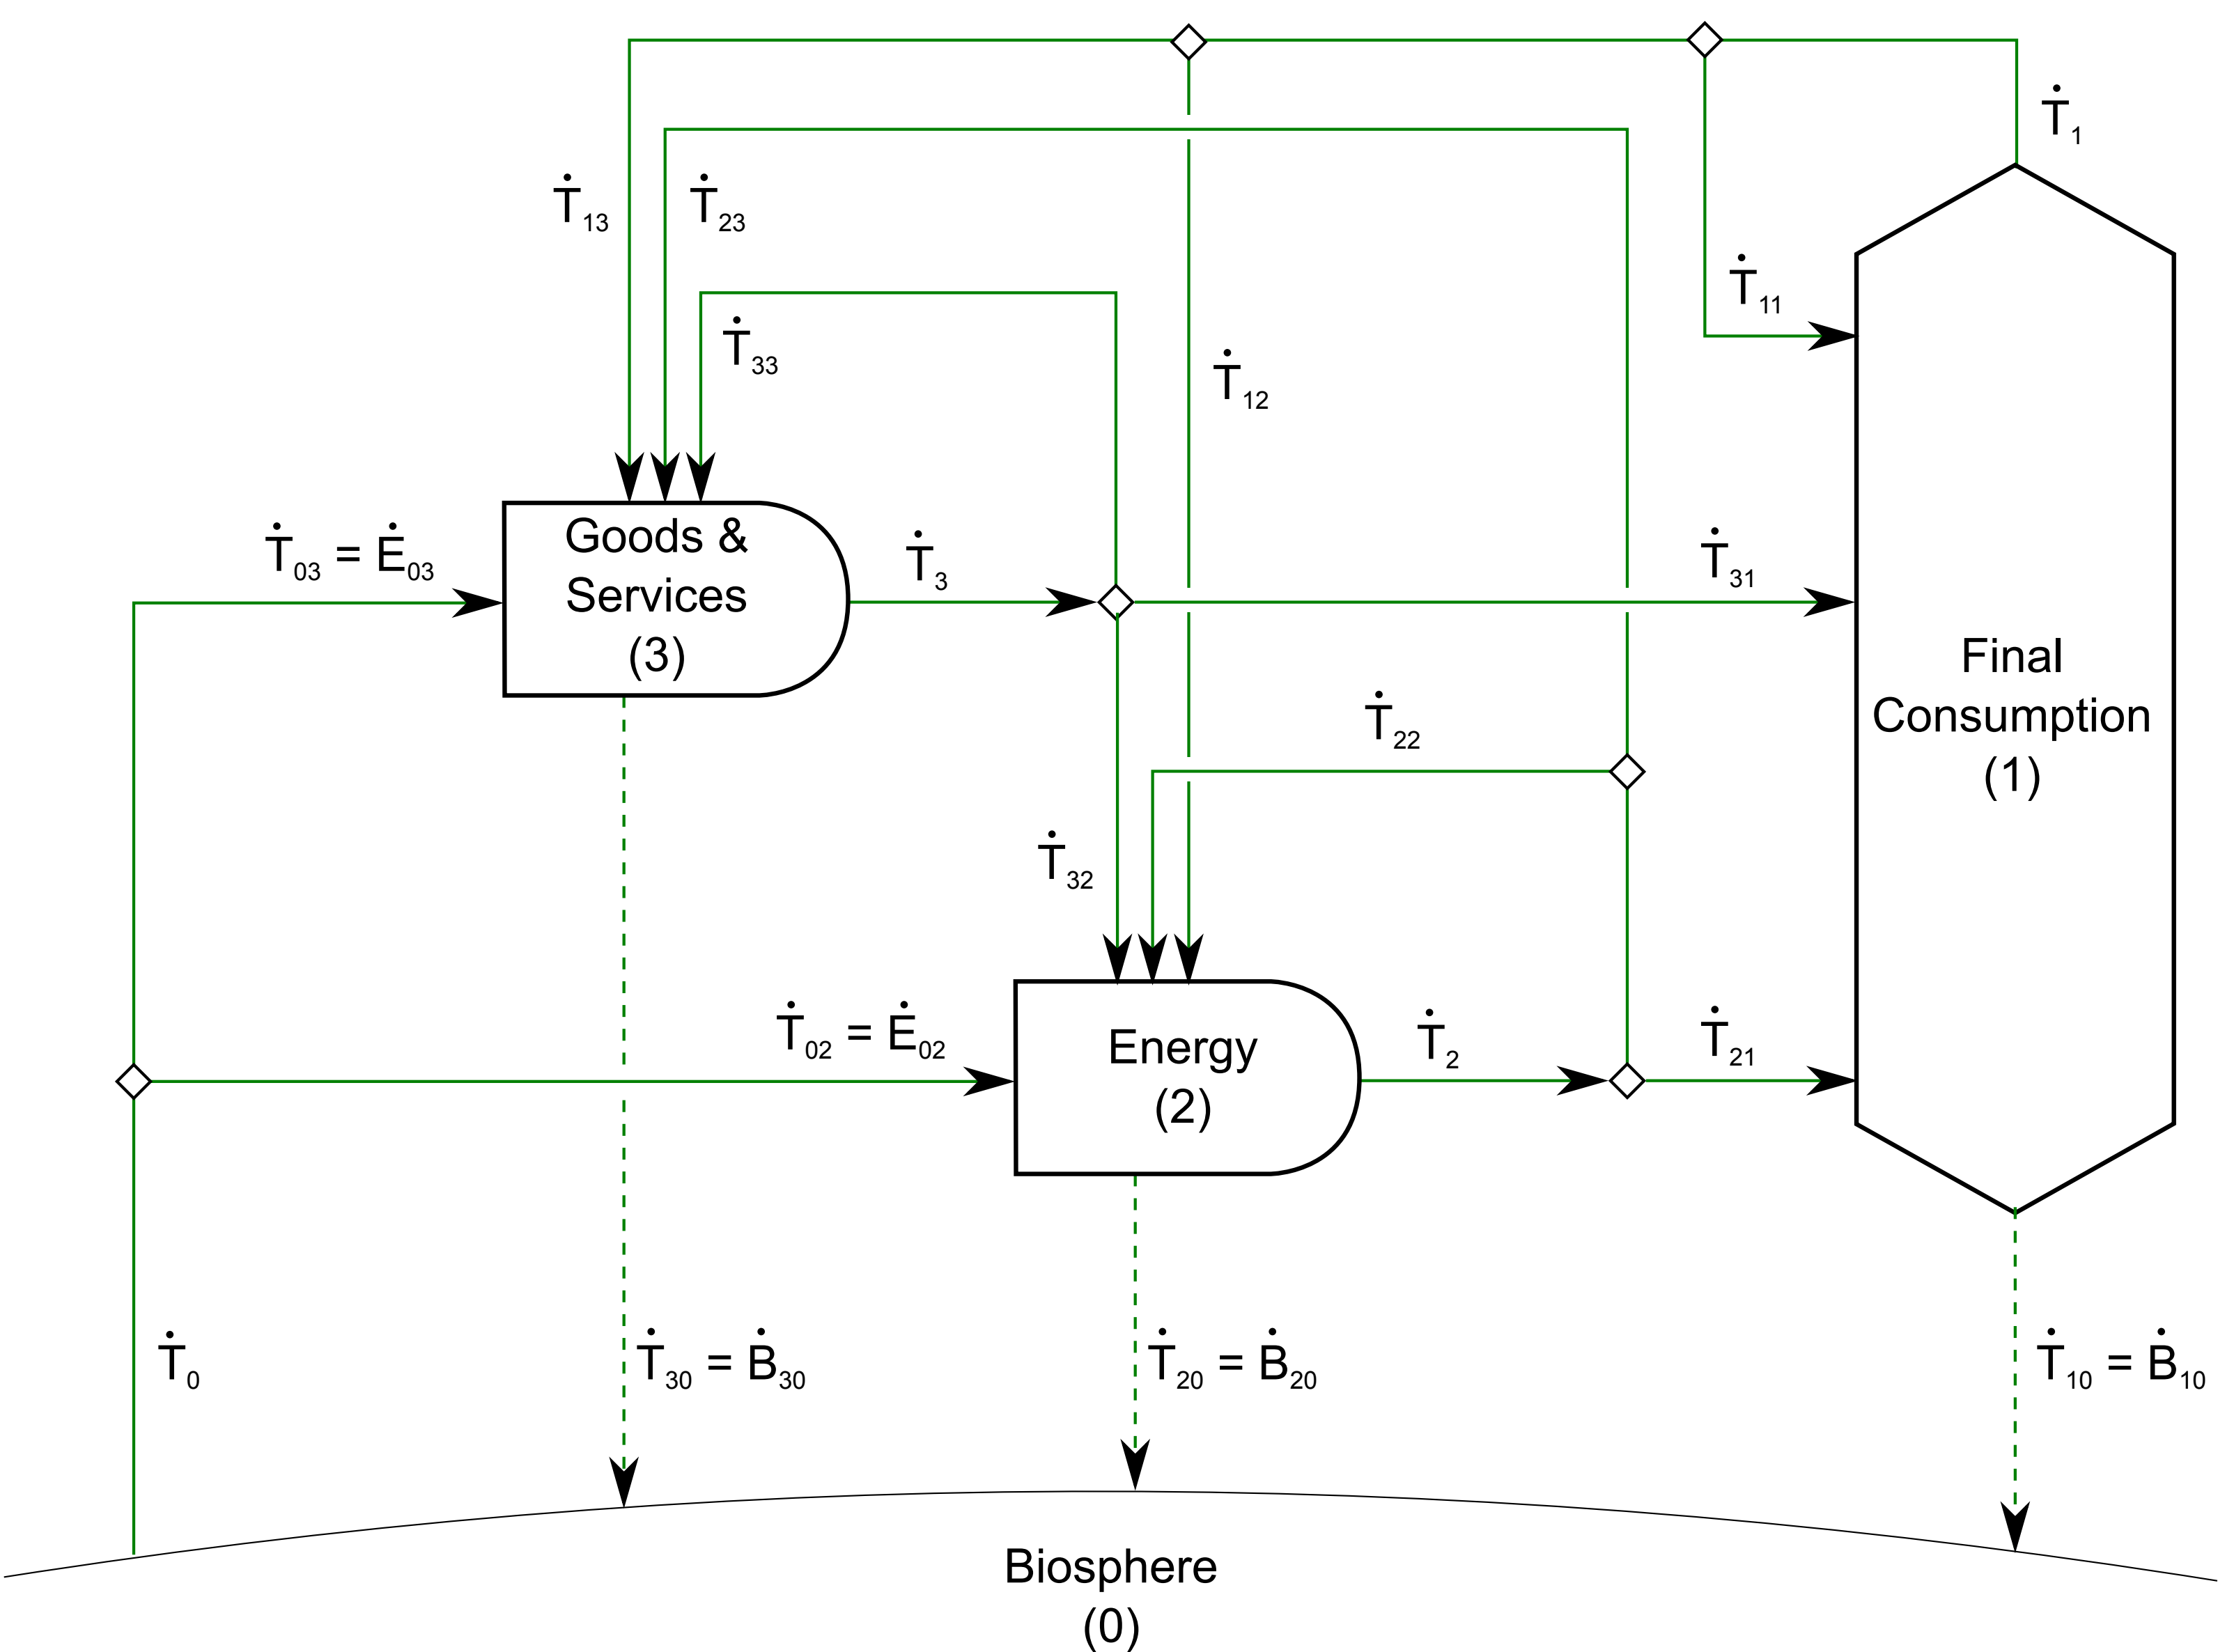 Ṫ₁
Ṫ₁₃
Ṫ₂₃
Ṫ₁₁
Ṫ₃₃
Ṫ₁₂
Ṫ₀₃ = Ė₀₃
Goods &
Services
(3)
Ṫ₃
Ṫ₃₁
Final
Consumption
(1)
Ṫ₂₂
Ṫ₃₂
Ṫ₀₂ = Ė₀₂
Energy
(2)
Ṫ₂
Ṫ₂₁
Ṫ₀
Ṫ₃₀ = Ḃ₃₀
Ṫ₂₀ = Ḃ₂₀
Ṫ₁₀ = Ḃ₁₀
Biosphere
(0)